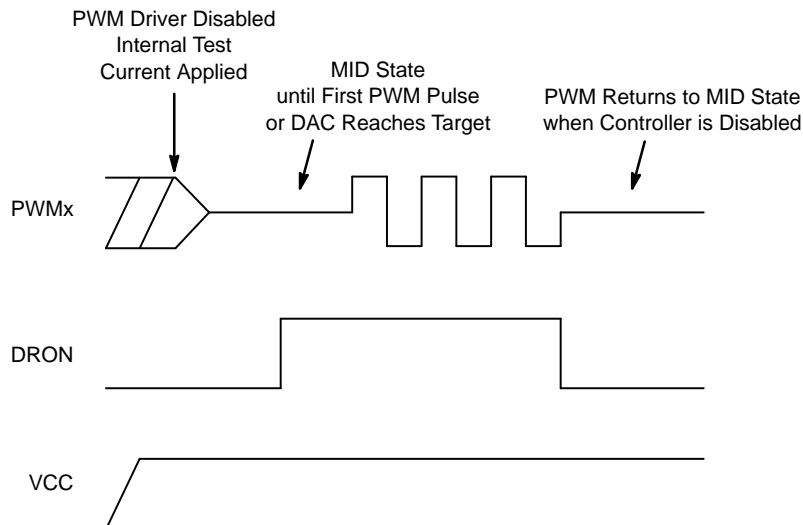 PWM Driver Disabled
Internal Test
Current Applied
MID State
until First PWM Pulse
or DAC Reaches Target
PWM Returns to MID State
when Controller is Disabled
PWMx
DRON
VCC